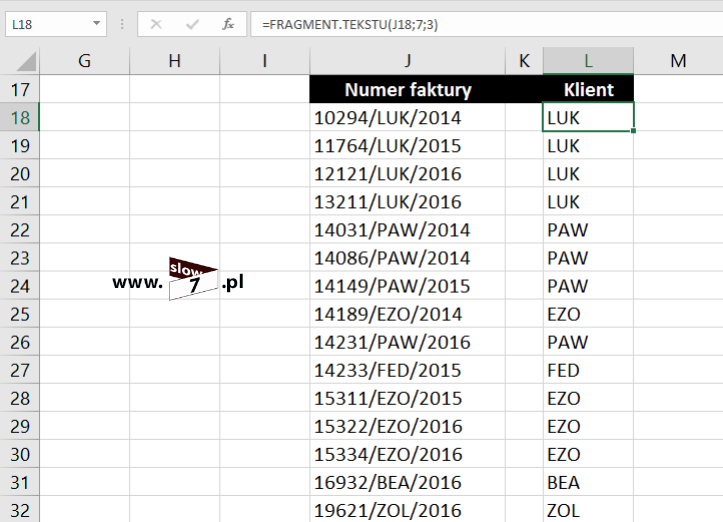 L18 fx =FRAGMENT.TEKSTU(J18;7;3)
G H I J K L M
17 Numer faktury Klient
18 10294/LUK/2014 LUK
19 11764/LUK/2015 LUK
20 12121/LUK/2016 LUK
21 13211/LUK/2016 LUK
22 14031/PAW/2014 PAW
23 14086/PAW/2014 PAW
24 14149/PAW/2015 PAW
www.slow7.pl
25 14189/EZO/2014 EZO
26 14231/PAW/2016 PAW
27 14233/FED/2015 FED
28 15311/EZO/2015 EZO
29 15322/EZO/2016 EZO
30 15334/EZO/2016 EZO
31 16932/BEA/2016 BEA
32 19621/ZOL/2016 ZOL